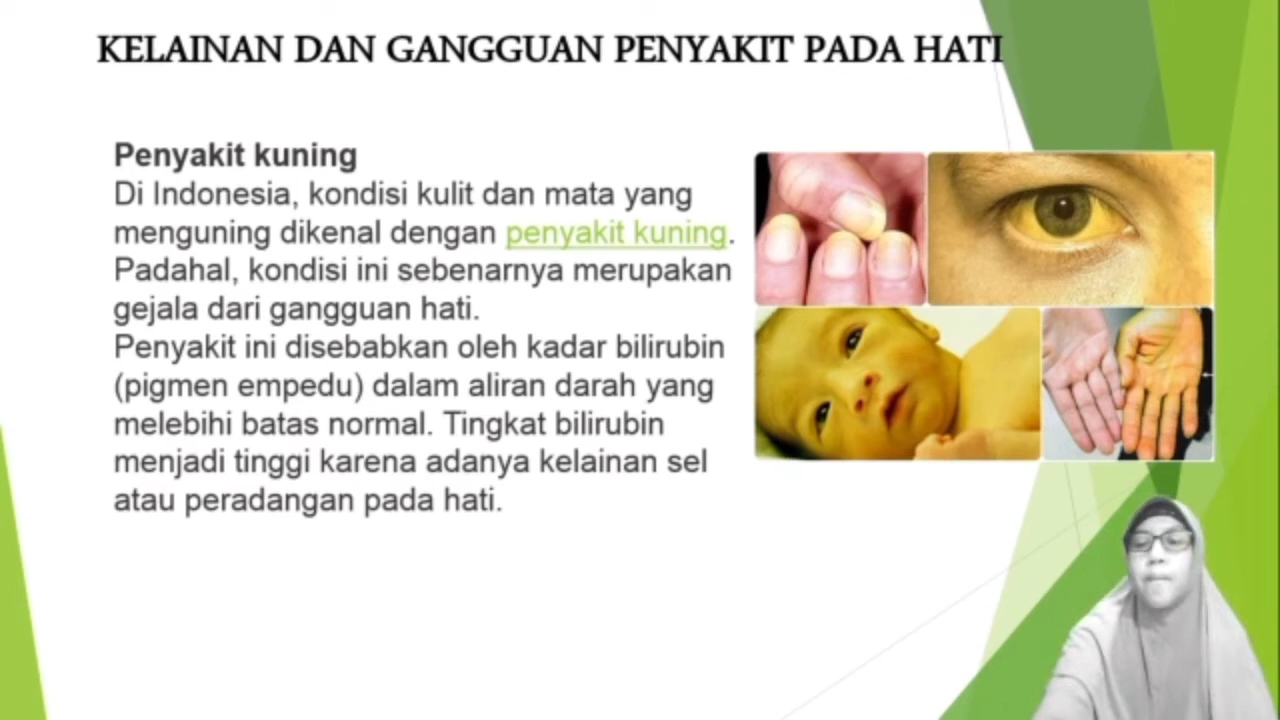 KELAINAN DAN GANGGUAN PENYAKIT PADA HATI
Penyakit kuning
Di Indonesia, kondisi kulit dan mata yang
menguning dikenal dengan penyakit kuning.
Padahal, kondisi ini sebenarnya merupakan
gejala dari gangguan hati.
Penyakit ini disebabkan oleh kadar bilirubin
(pigmen empedu) dalam aliran darah yang
melebihi batas normal. Tingkat bilirubin
menjadi tinggi karena adanya kelainan sel
atau peradangan pada hati.